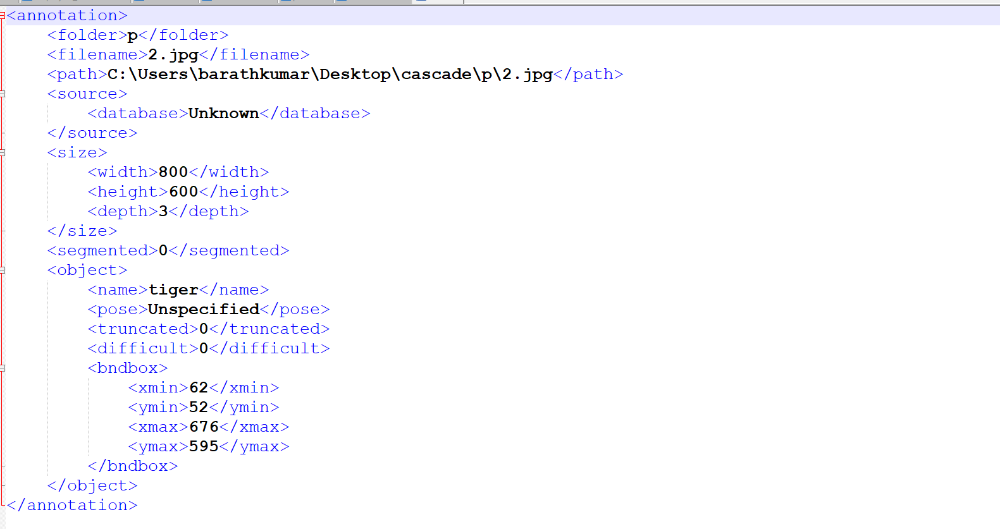 <annotation>
<folder>p</folder>
<filename>2.jpg</filename>
<path>C:\Users\barathkumar\Desktop\cascade\p\2.jpg</path>
<source>
<database>Unknown</database>
</source>
<size>
<width>800</width>
<height>600</height>
<depth>3</depth>
</size>
<segmented>0</segmented>
<object>
<name>tiger</name>
<pose>Unspecified</pose>
<truncated>0</truncated>
<difficult>0</difficult>
<bndbox>
<xmin>62</xmin>
<ymin>52</ymin>
<xmax>676</xmax>
<ymax>595</ymax>
</bndbox>
</object>
</annotation>